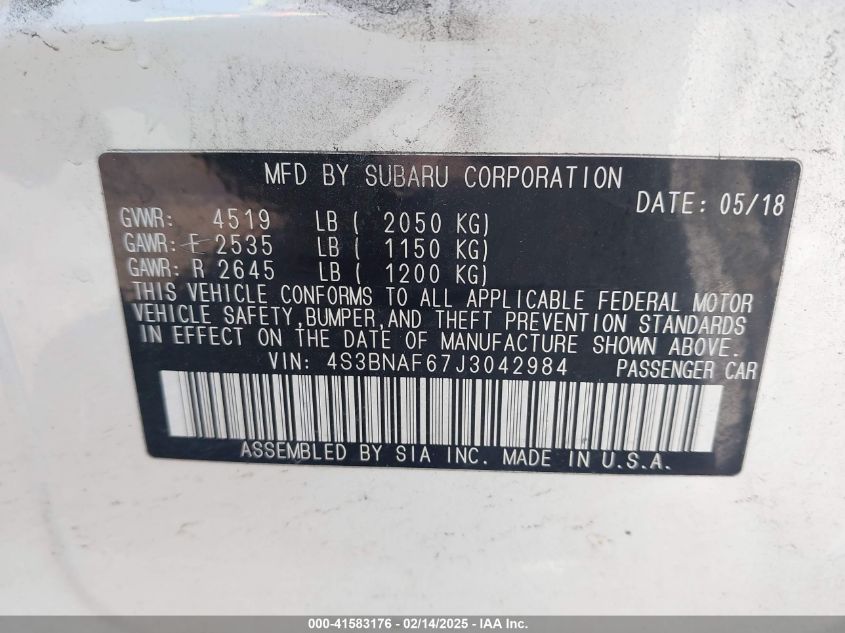 MFD BY SUBARU CORPORATION
DATE: 05/18
GVWR: 4519 LB ( 2050 KG)
GAWR: F 2535 LB ( 1150 KG)
GAWR: R 2645 LB ( 1200 KG)
THIS VEHICLE CONFORMS TO ALL APPLICABLE FEDERAL MOTOR
VEHICLE SAFETY,BUMPER,AND THEFT PREVENTION STANDARDS
IN EFFECT ON THE DATE OF MANUFACTURE SHOWN ABOVE.
VIN: 4S3BNAF67J3042984 PASSENGER CAR
ASSEMBLED BY SIA INC. MADE IN U.S.A.
000-41583176 - 02/14/2025 - IAAI.com